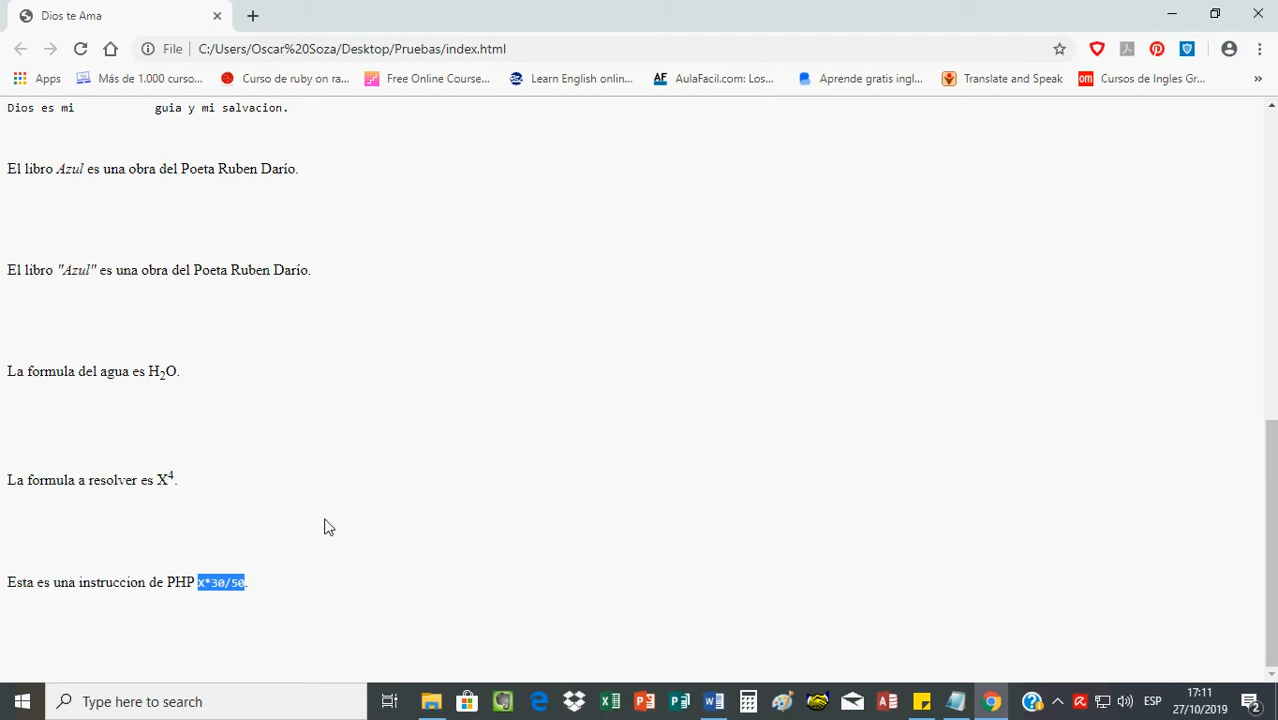 Dios te Ama
File
C:/Users/Oscar%20Soza/Desktop/Pruebas/index.html
Apps
Más de 1.000 curso...
Curso de ruby on ra...
Free Online Course...
Learn English onlin...
AulaFacil.com: Los...
Aprende gratis ingl...
Translate and Speak
Cursos de Ingles Gr...
»
Dios es mi guia y mi salvacion.
El libro Azul es una obra del Poeta Ruben Darío.
El libro "Azul" es una obra del Poeta Ruben Darío.
La formula del agua es H₂O.
La formula a resolver es X⁴.
Esta es una instruccion de PHP X*30/50.
Type here to search
ESP
17:11
27/10/2019
2